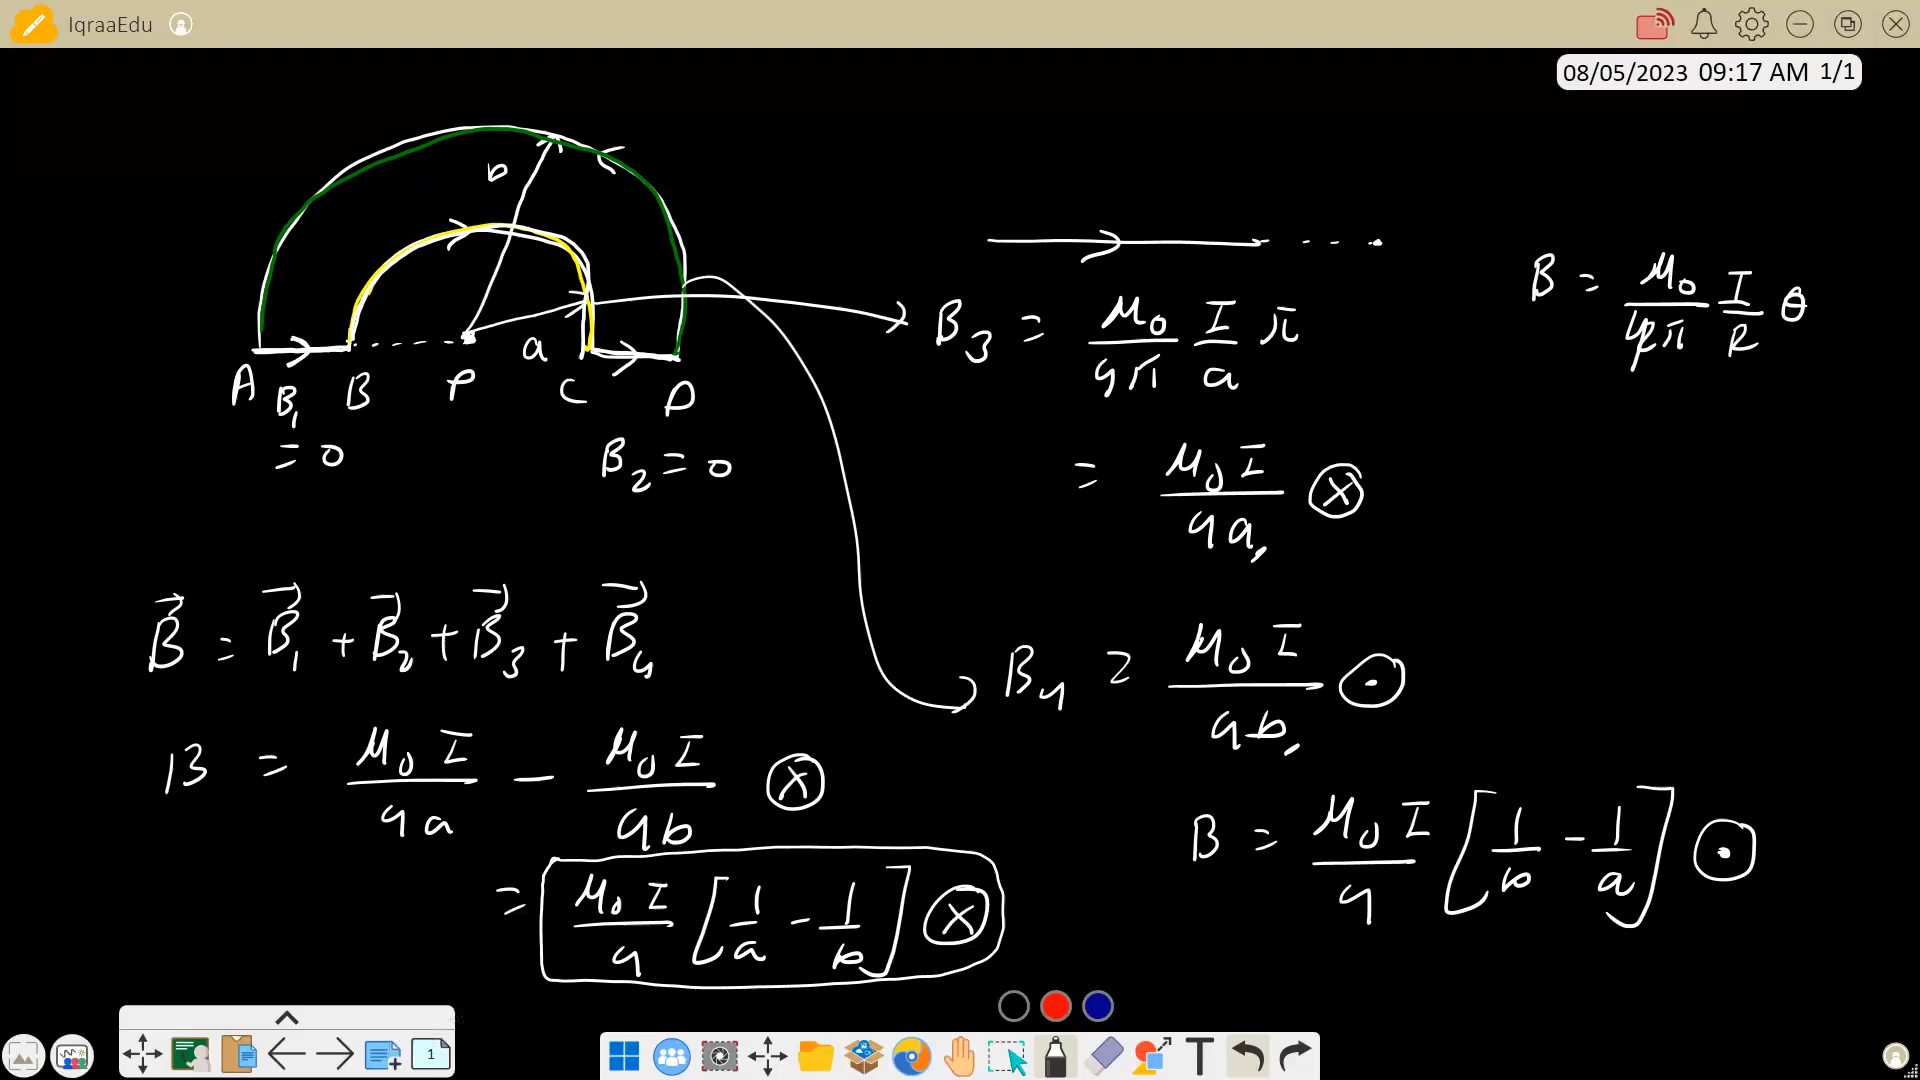 IqraaEdu
08/05/2023 09:17 AM 1/1
b
a
A B₁ B P C D
= 0
B₂ = 0
B₃ = μ₀/4π I/a π
= μ₀I/4a, ⊗
B = μ₀/4π I/R θ
B⃗ = B⃗₁ + B⃗₂ + B⃗₃ + B⃗₄
B₄ = μ₀I/4b, ⊙
B = μ₀I/4a − μ₀I/4b ⊗
= μ₀I/4 [1/a − 1/b] ⊗
B = μ₀I/4 [1/b − 1/a] ⊙
1
T